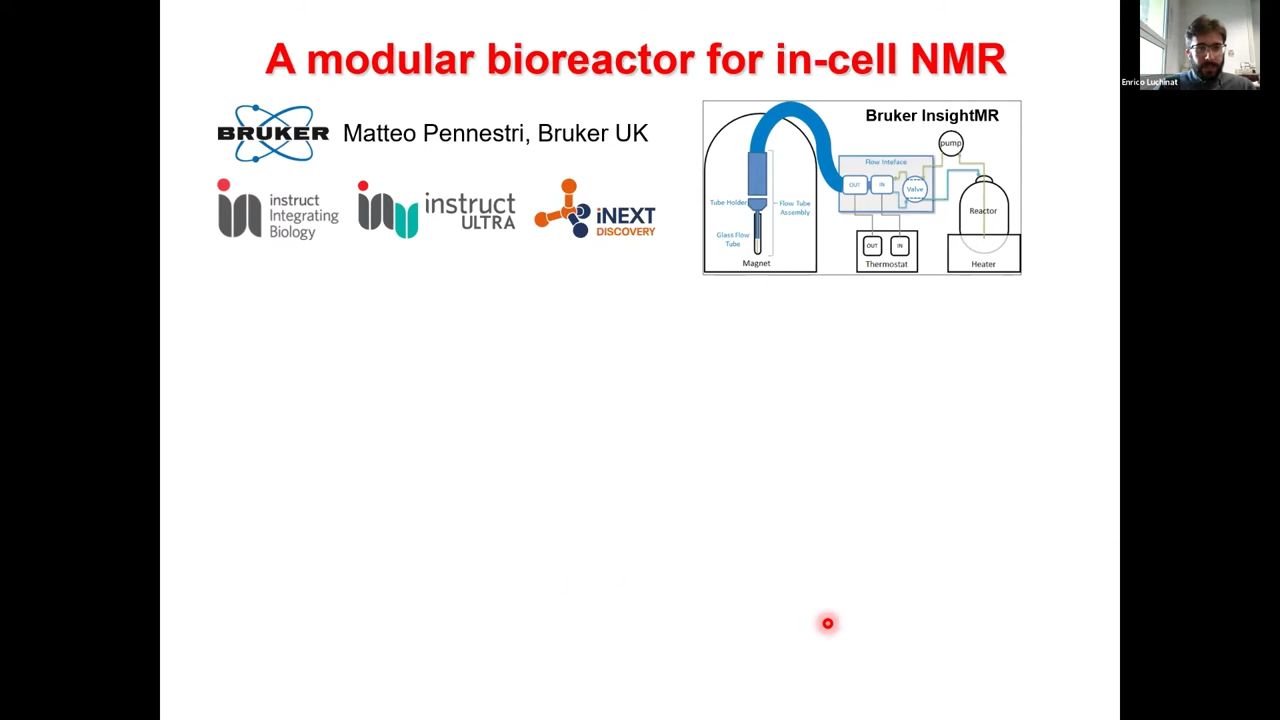 A modular bioreactor for in-cell NMR
Enrico Luchinat
BRUKER
Matteo Pennestri, Bruker UK
instruct
Integrating
Biology
instruct
ULTRA
iNEXT
DISCOVERY
Bruker InsightMR
pump
Flow Inteface
OUT
IN
Valve
Tube Holder
Flow Tube
Assembly
Reactor
Glass Flow
Tube
OUT
IN
Magnet
Thermostat
Heater